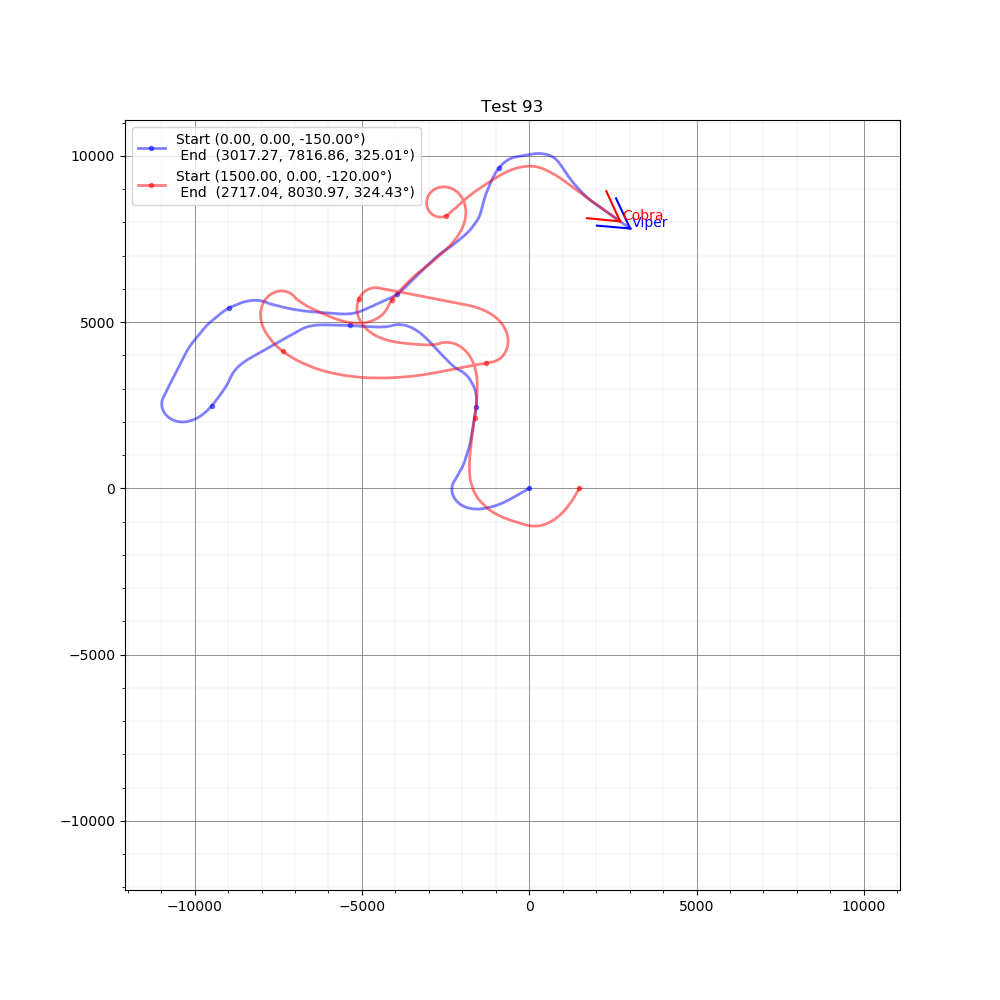 Test 93
Start (0.00, 0.00, -150.00°)
End  (3017.27, 7816.86, 325.01°)
Start (1500.00, 0.00, -120.00°)
End  (2717.04, 8030.97, 324.43°)
Cobra
Viper
10000
5000
0
−5000
−10000
−10000
−5000
0
5000
10000